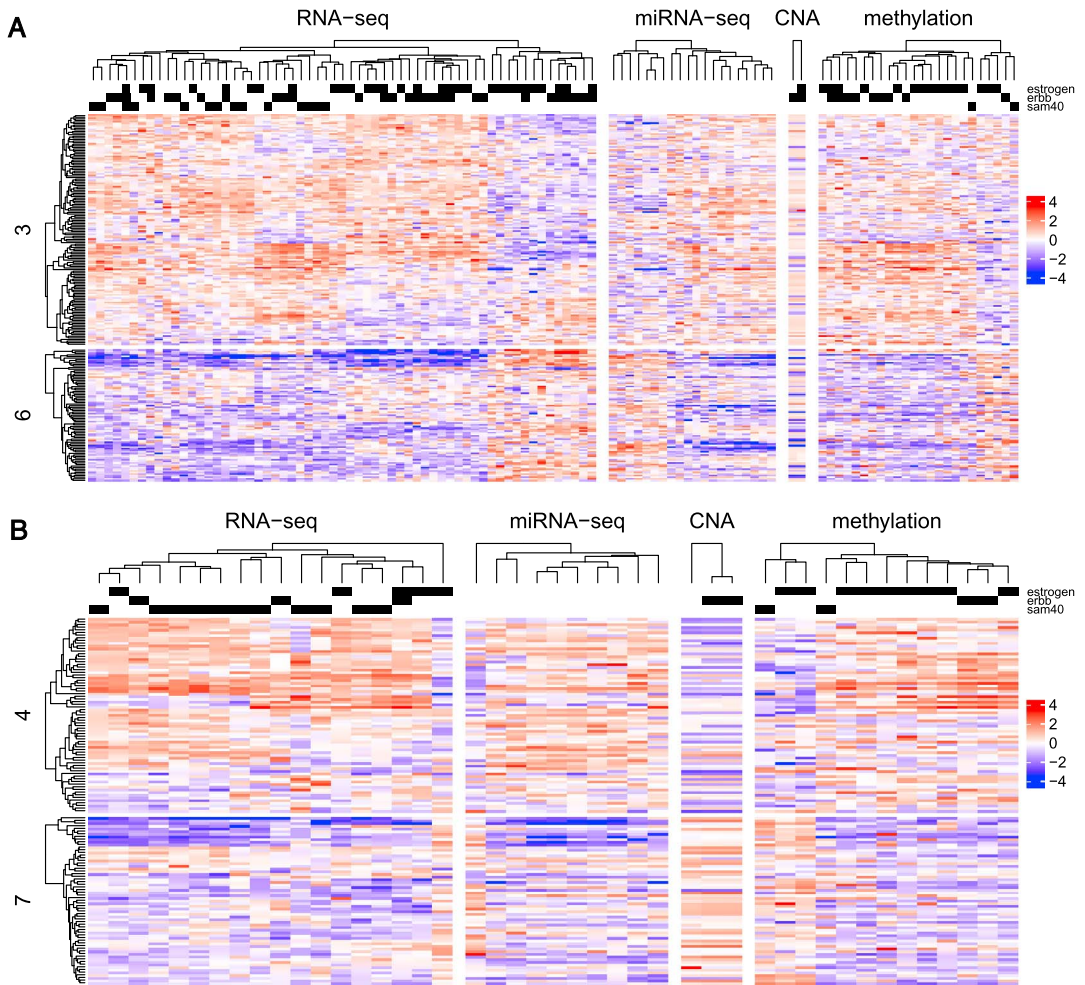 A
RNA−seq
miRNA−seq
CNA
methylation
estrogen
erbb
sam40
3
6
4
2
0
−2
−4
B
RNA−seq
miRNA−seq
CNA
methylation
estrogen
erbb
sam40
4
7
4
2
0
−2
−4